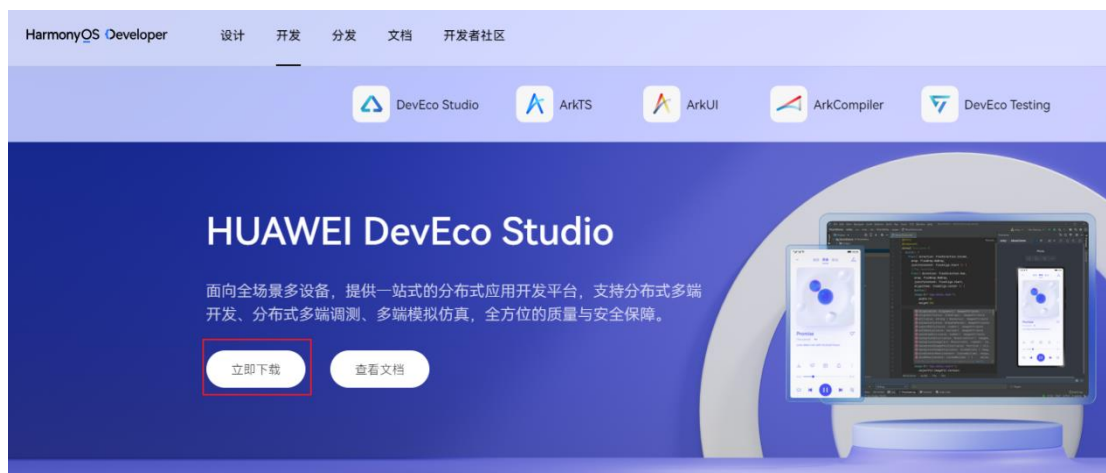 HarmonyOS Developer
设计
开发
分发
文档
开发者社区
DevEco Studio
ArkTS
ArkUI
ArkCompiler
DevEco Testing
HUAWEI DevEco Studio
面向全场景多设备，提供一站式的分布式应用开发平台，支持分布式多端
开发、分布式多端调测、多端模拟仿真，全方位的质量与安全保障。
立即下载
查看文档